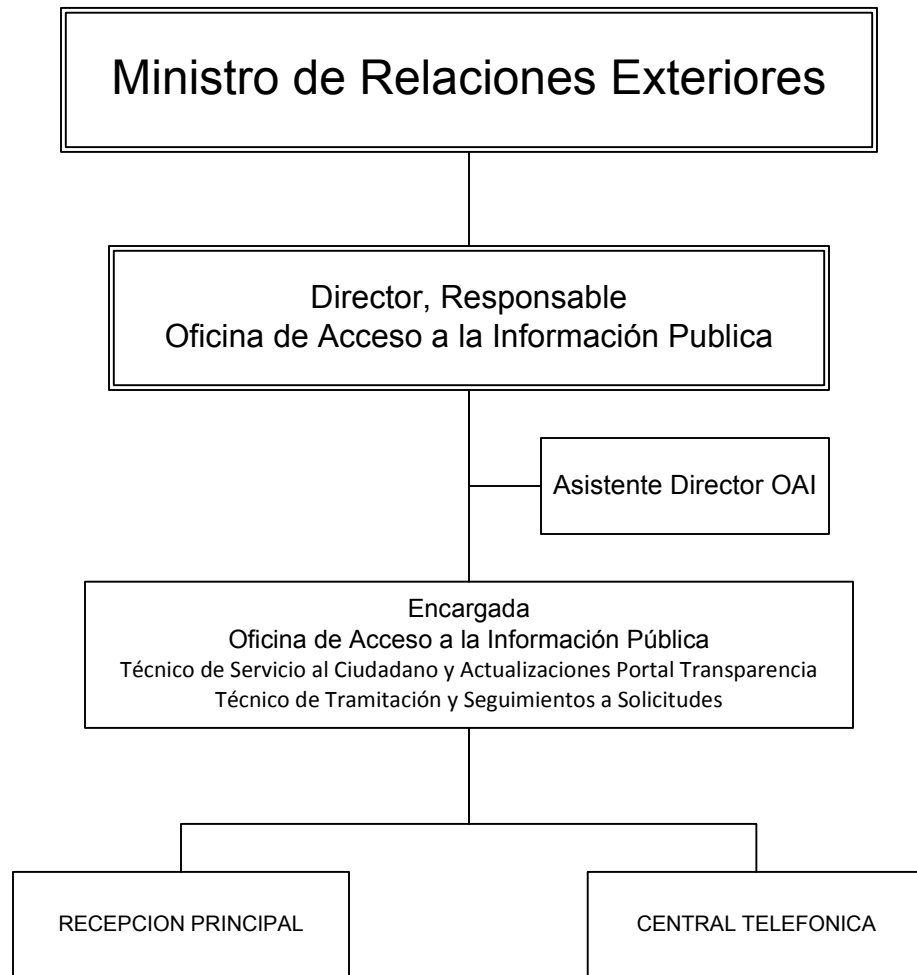 Ministro de Relaciones Exteriores
Director, Responsable
Oficina de Acceso a la Información Publica
Asistente Director OAI
Encargada
Oficina de Acceso a la Información Pública
Técnico de Servicio al Ciudadano y Actualizaciones Portal Transparencia
Técnico de Tramitación y Seguimientos a Solicitudes
RECEPCION PRINCIPAL
CENTRAL TELEFONICA